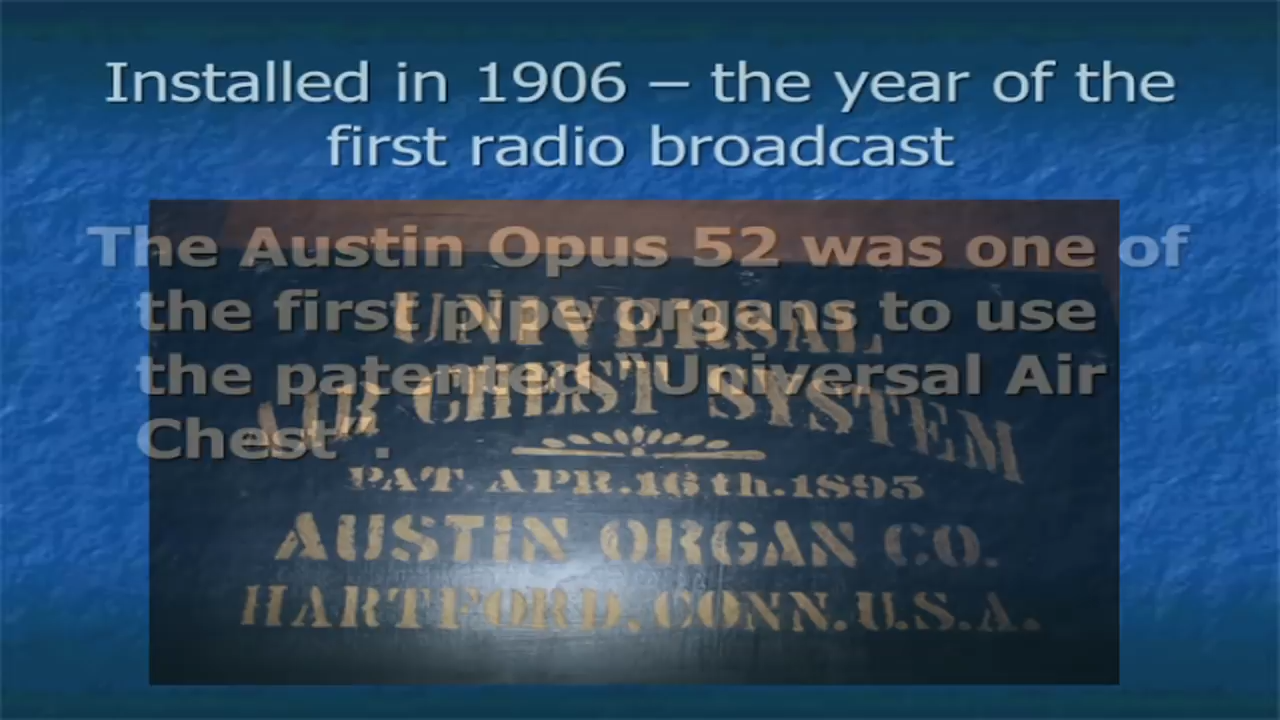 Installed in 1906 – the year of the
first radio broadcast
The Austin Opus 52 was one of
the first pipe organs to use
the patented "Universal Air
Chest".
UNIVERSAL
AIR CHEST SYSTEM
PAT. APR.16th.1895
AUSTIN ORGAN CO.
HARTFORD, CONN.U.S.A.